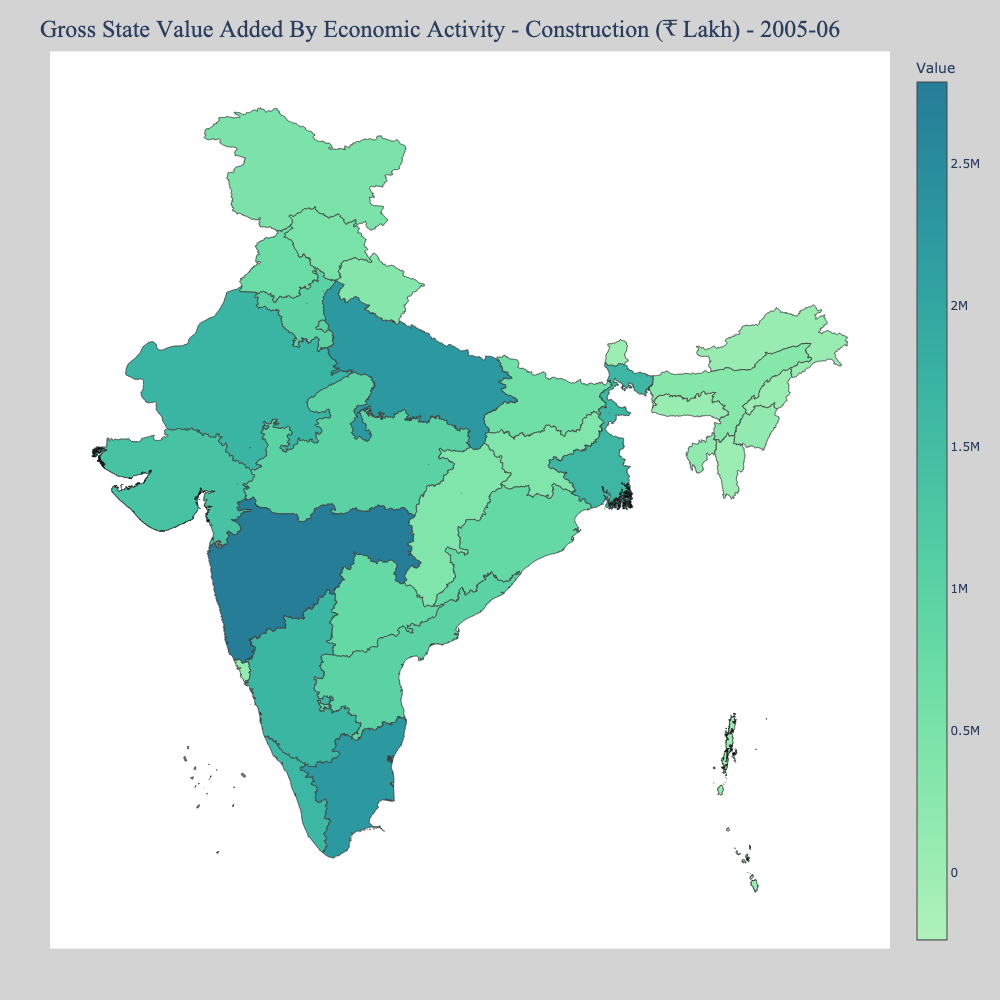 Gross State Value Added By Economic Activity - Construction (₹ Lakh) - 2005-06
Value
2.5M
2M
1.5M
1M
0.5M
0